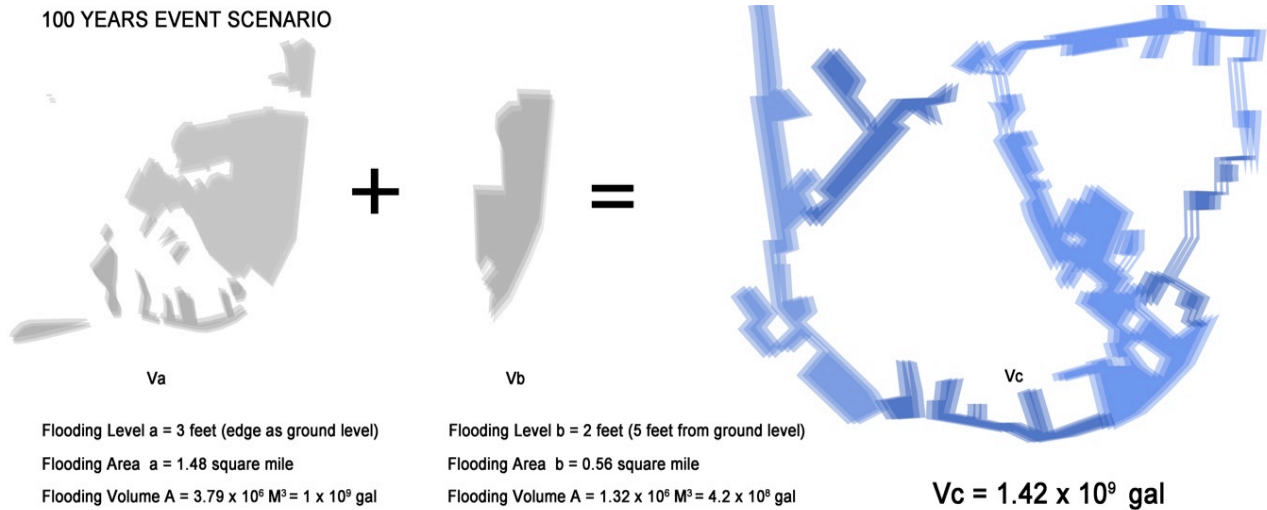 100 YEARS EVENT SCENARIO
+
=
Va
Vb
Vc
Flooding Level a = 3 feet (edge as ground level)
Flooding Area a = 1.48 square mile
Flooding Volume A = 3.79 x 10⁶ M³ = 1 x 10⁹ gal
Flooding Level b = 2 feet (5 feet from ground level)
Flooding Area b = 0.56 square mile
Flooding Volume A = 1.32 x 10⁶ M³ = 4.2 x 10⁸ gal
Vc = 1.42 x 10⁹ gal